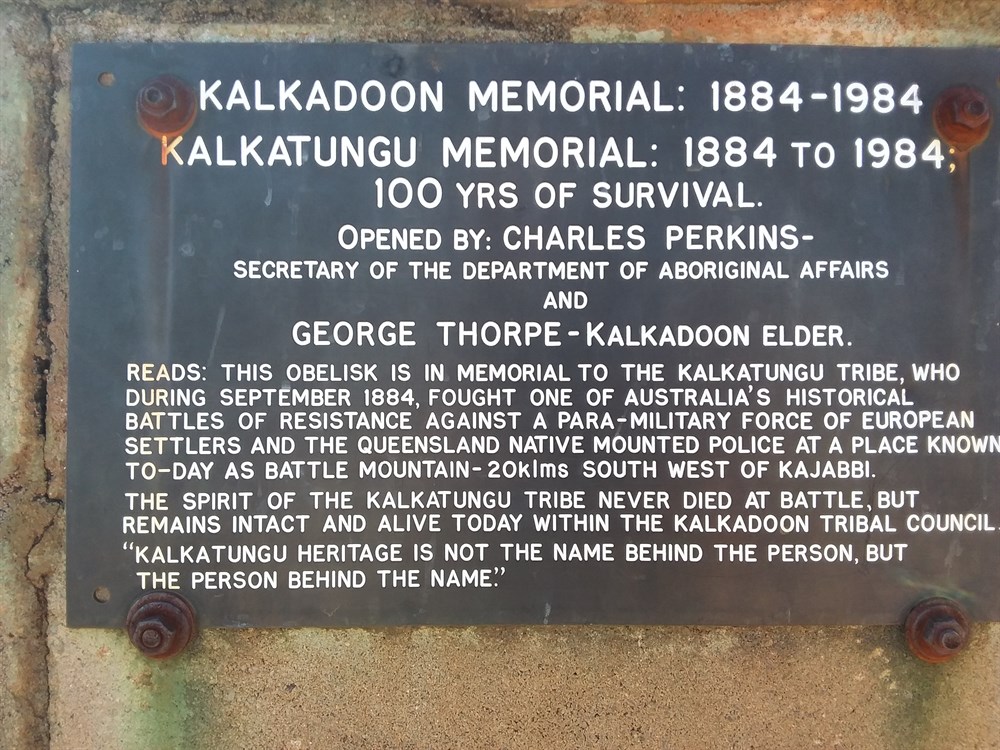 KALKADOON MEMORIAL: 1884-1984
KALKATUNGU MEMORIAL: 1884 TO 1984;
100 YRS OF SURVIVAL.
OPENED BY: CHARLES PERKINS-
SECRETARY OF THE DEPARTMENT OF ABORIGINAL AFFAIRS
AND
GEORGE THORPE-KALKADOON ELDER.
READS: THIS OBELISK IS IN MEMORIAL TO THE KALKATUNGU TRIBE, WHO
DURING SEPTEMBER 1884, FOUGHT ONE OF AUSTRALIA'S HISTORICAL
BATTLES OF RESISTANCE AGAINST A PARA-MILITARY FORCE OF EUROPEAN
SETTLERS AND THE QUEENSLAND NATIVE MOUNTED POLICE AT A PLACE KNOWN
TO-DAY AS BATTLE MOUNTAIN-20klms SOUTH WEST OF KAJABBI.
THE SPIRIT OF THE KALKATUNGU TRIBE NEVER DIED AT BATTLE, BUT
REMAINS INTACT AND ALIVE TODAY WITHIN THE KALKADOON TRIBAL COUNCIL.
"KALKATUNGU HERITAGE IS NOT THE NAME BEHIND THE PERSON, BUT
THE PERSON BEHIND THE NAME."